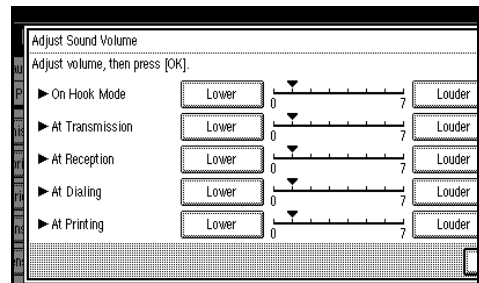 Adjust Sound Volume
Adjust volume, then press [OK].
► On Hook Mode Lower 0 7 Louder
► At Transmission Lower 0 7 Louder
► At Reception Lower 0 7 Louder
► At Dialing Lower 0 7 Louder
► At Printing Lower 0 7 Louder